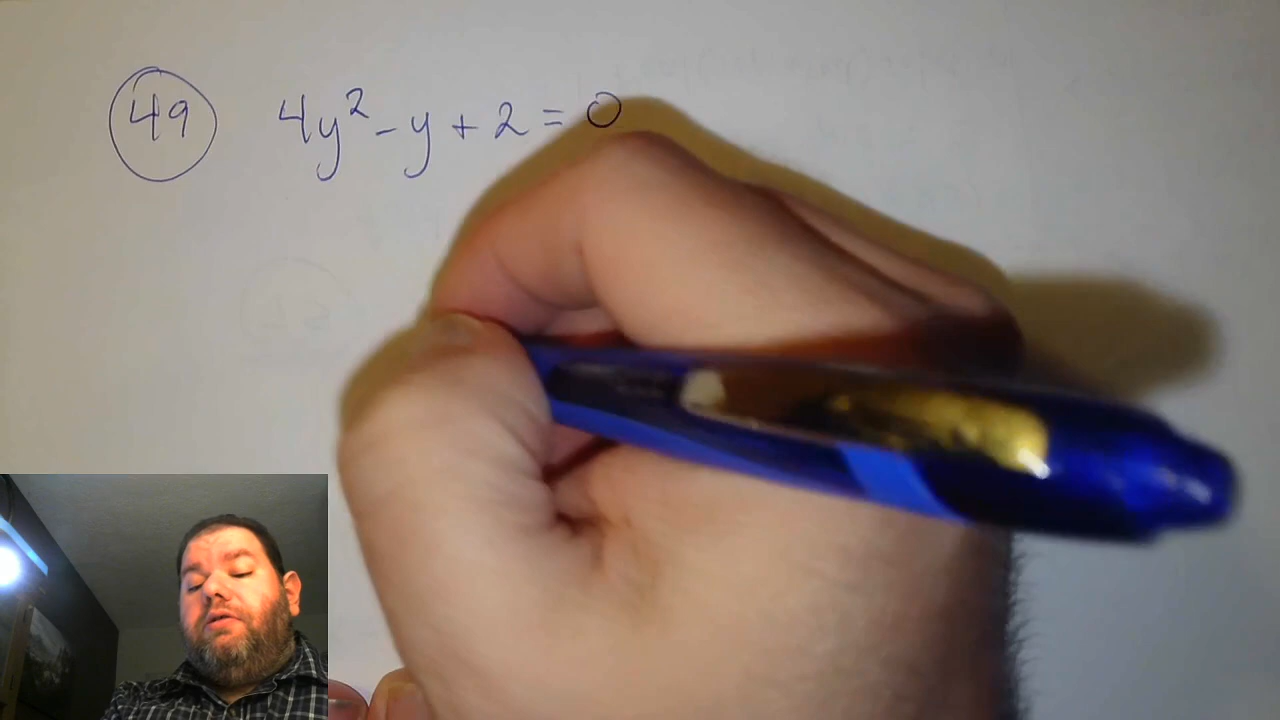 49 4y² - y + 2 = 0